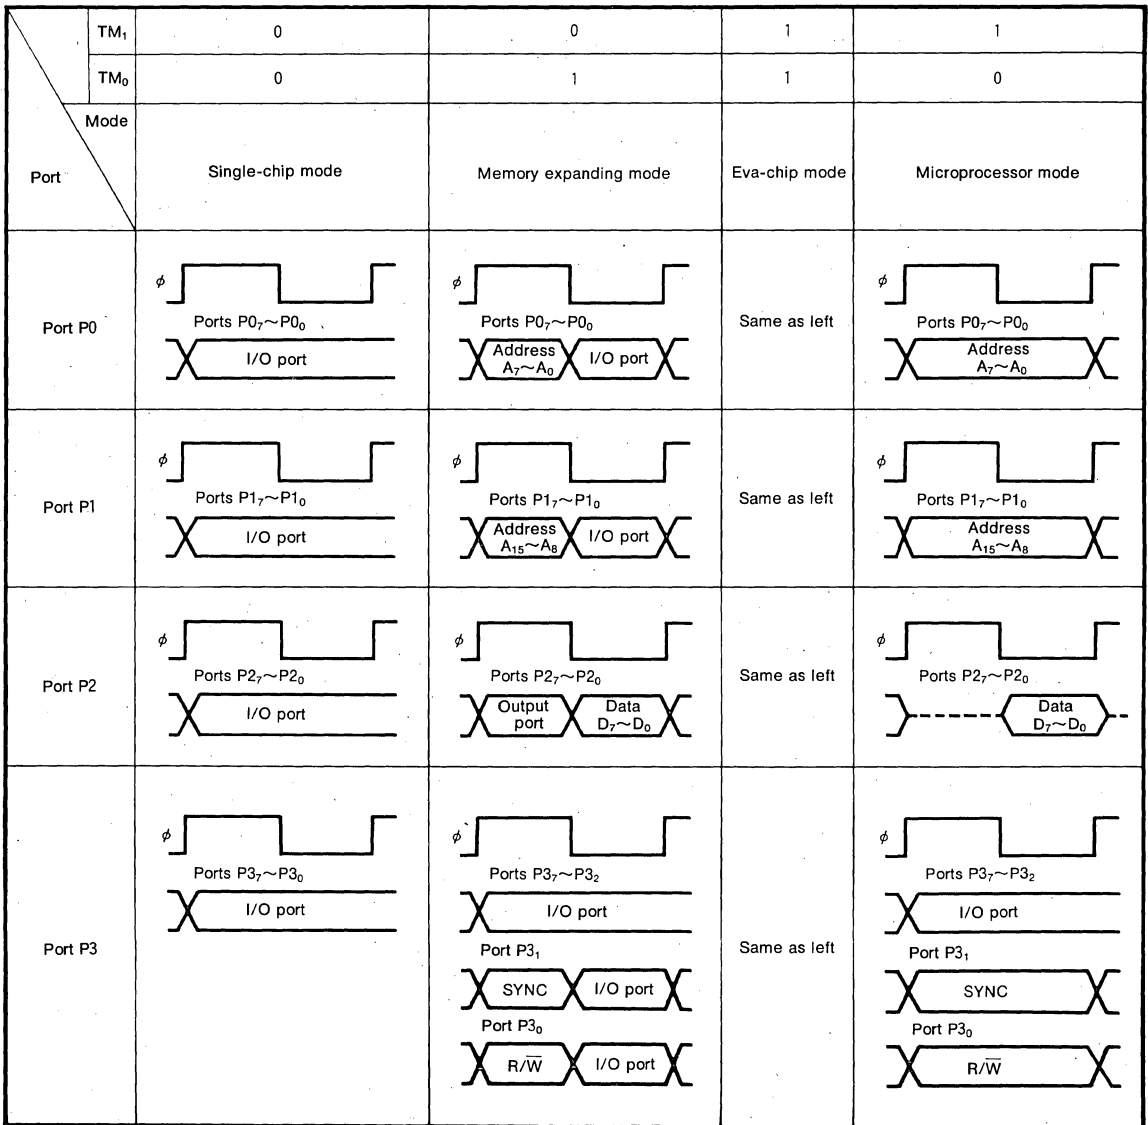 TM₁ 0 0 1 1
TM₀ 0 1 1 0
Mode
Port
Single-chip mode
Memory expanding mode
Eva-chip mode
Microprocessor mode
Port P0
ϕ
Ports P0₇~P0₀
I/O port
ϕ
Ports P0₇~P0₀
Address
A₇~A₀
I/O port
Same as left
ϕ
Ports P0₇~P0₀
Address
A₇~A₀
Port P1
ϕ
Ports P1₇~P1₀
I/O port
ϕ
Ports P1₇~P1₀
Address
A₁₅~A₈
I/O port
Same as left
ϕ
Ports P1₇~P1₀
Address
A₁₅~A₈
Port P2
ϕ
Ports P2₇~P2₀
I/O port
ϕ
Ports P2₇~P2₀
Output
port
Data
D₇~D₀
Same as left
ϕ
Ports P2₇~P2₀
Data
D₇~D₀
Port P3
ϕ
Ports P3₇~P3₀
I/O port
ϕ
Ports P3₇~P3₂
I/O port
Port P3₁
SYNC
I/O port
Port P3₀
R/W̅
I/O port
Same as left
ϕ
Ports P3₇~P3₂
I/O port
Port P3₁
SYNC
Port P3₀
R/W̅